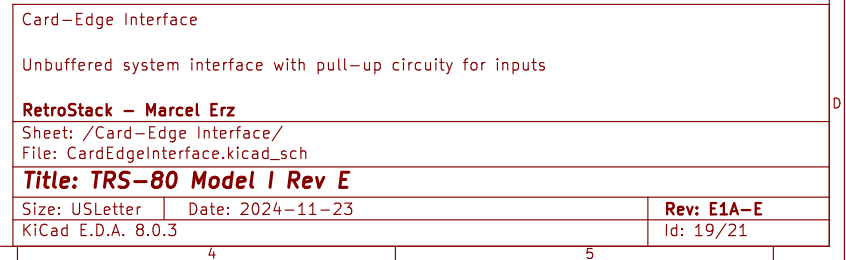 Card-Edge Interface
Unbuffered system interface with pull-up circuity for inputs
RetroStack - Marcel Erz
D
Sheet: /Card-Edge Interface/
File: CardEdgeInterface.kicad_sch
Title: TRS-80 Model I Rev E
Size: USLetter Date: 2024-11-23 Rev: E1A-E
KiCad E.D.A. 8.0.3 Id: 19/21
4 5